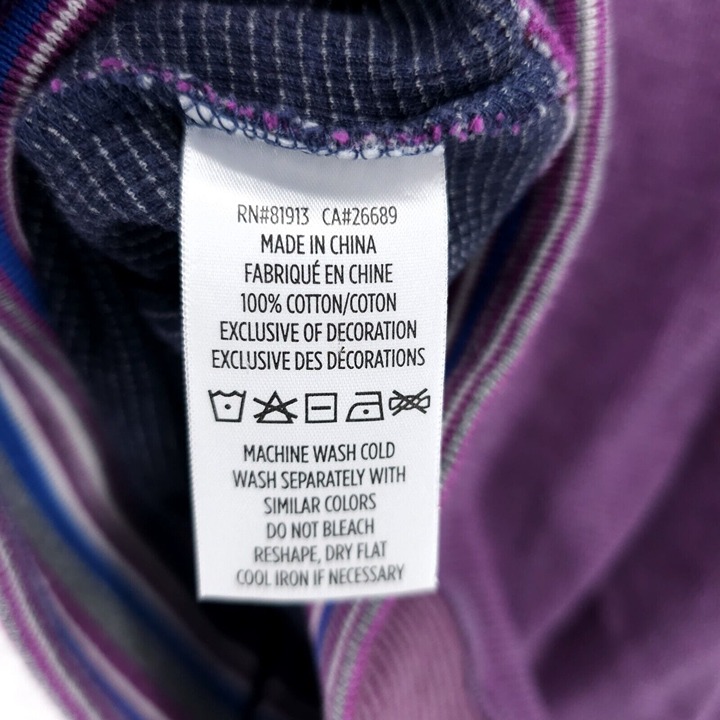 RN#81913 CA#26689
MADE IN CHINA
FABRIQUÉ EN CHINE
100% COTTON/COTON
EXCLUSIVE OF DECORATION
EXCLUSIVE DES DÉCORATIONS
MACHINE WASH COLD
WASH SEPARATELY WITH
SIMILAR COLORS
DO NOT BLEACH
RESHAPE, DRY FLAT
COOL IRON IF NECESSARY